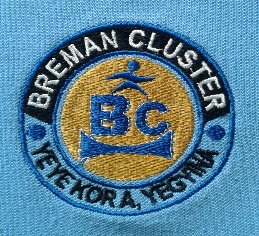 BREMAN CLUSTER
BC
YEYE KOR A, YEGYINA